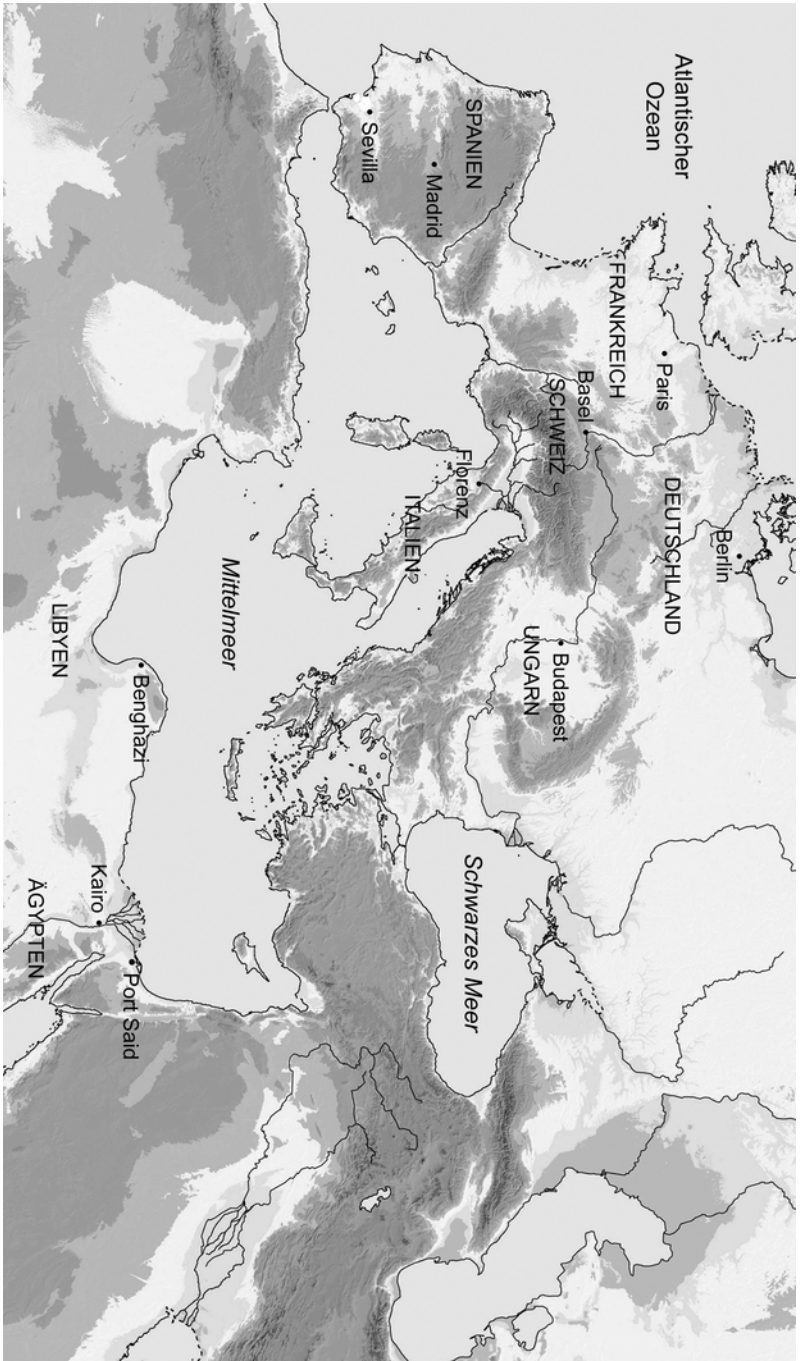 Atlantischer
Ozean
FRANKREICH
Paris
DEUTSCHLAND
Berlin
Basel
SCHWEIZ
Budapest
UNGARN
SPANIEN
Madrid
Sevilla
Florenz
ITALIEN
Schwarzes Meer
Mittelmeer
Benghazi
LIBYEN
Port Said
Kairo
ÄGYPTEN